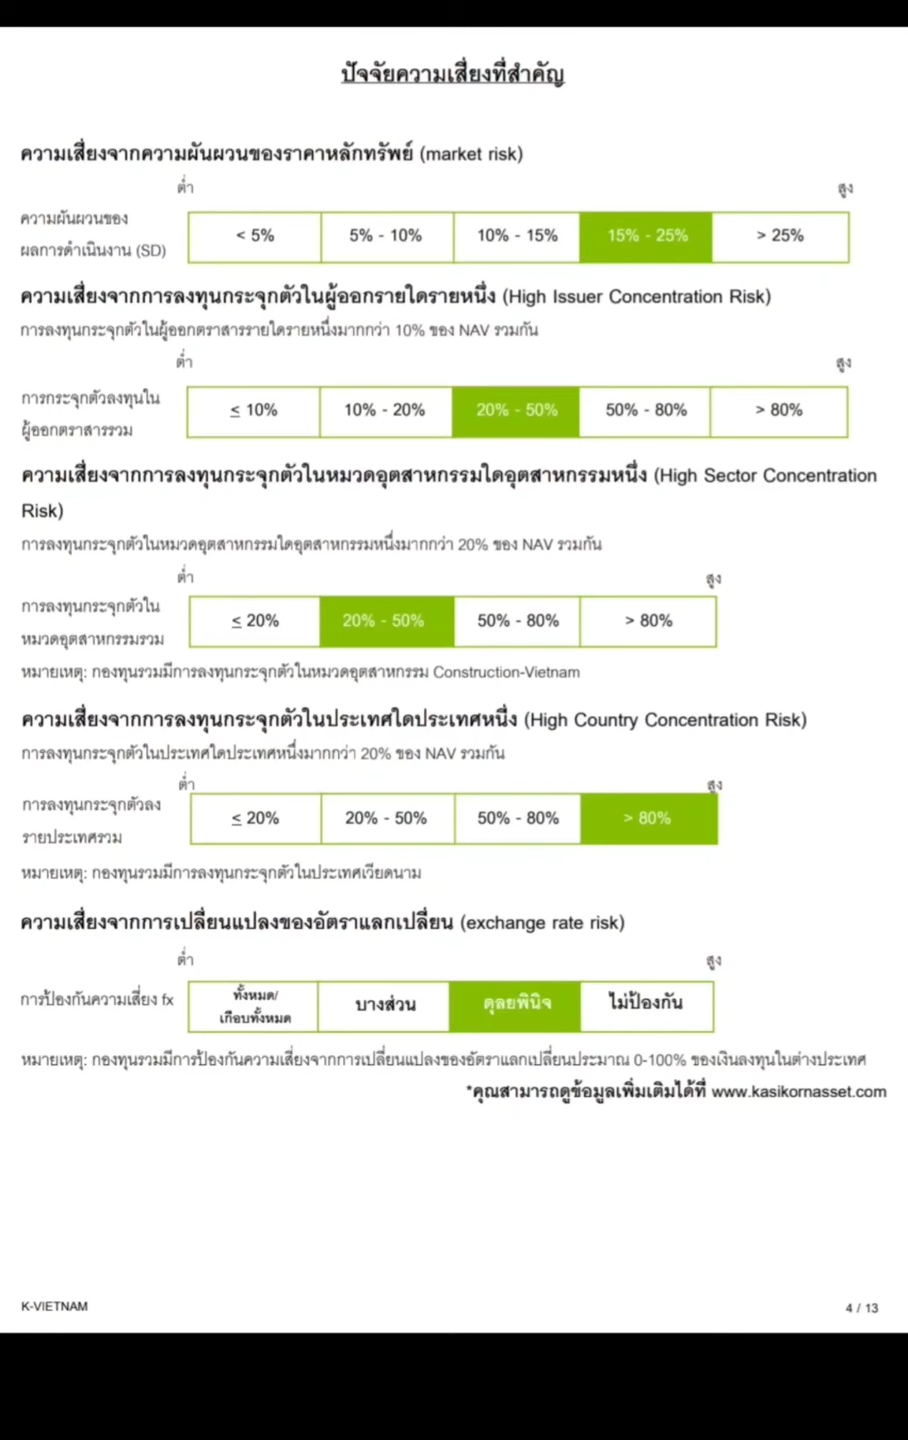 ปัจจัยความเสี่ยงที่สำคัญ
ความเสี่ยงจากความผันผวนของราคาหลักทรัพย์ (market risk)
ต่ำ สูง
ความผันผวนของ
ผลการดำเนินงาน (SD)
< 5% 5% - 10% 10% - 15% 15% - 25% > 25%
ความเสี่ยงจากการลงทุนกระจุกตัวในผู้ออกรายใดรายหนึ่ง (High Issuer Concentration Risk)
การลงทุนกระจุกตัวในผู้ออกตราสารรายใดรายหนึ่งมากกว่า 10% ของ NAV รวมกัน
ต่ำ สูง
การกระจุกตัวลงทุนใน
ผู้ออกตราสารรวม
≤ 10% 10% - 20% 20% - 50% 50% - 80% > 80%
ความเสี่ยงจากการลงทุนกระจุกตัวในหมวดอุตสาหกรรมใดอุตสาหกรรมหนึ่ง (High Sector Concentration
Risk)
การลงทุนกระจุกตัวในหมวดอุตสาหกรรมใดอุตสาหกรรมหนึ่งมากกว่า 20% ของ NAV รวมกัน
ต่ำ สูง
การลงทุนกระจุกตัวใน
หมวดอุตสาหกรรมรวม
≤ 20% 20% - 50% 50% - 80% > 80%
หมายเหตุ: กองทุนรวมมีการลงทุนกระจุกตัวในหมวดอุตสาหกรรม Construction-Vietnam
ความเสี่ยงจากการลงทุนกระจุกตัวในประเทศใดประเทศหนึ่ง (High Country Concentration Risk)
การลงทุนกระจุกตัวในประเทศใดประเทศหนึ่งมากกว่า 20% ของ NAV รวมกัน
ต่ำ สูง
การลงทุนกระจุกตัวลง
รายประเทศรวม
≤ 20% 20% - 50% 50% - 80% > 80%
หมายเหตุ: กองทุนรวมมีการลงทุนกระจุกตัวในประเทศเวียดนาม
ความเสี่ยงจากการเปลี่ยนแปลงของอัตราแลกเปลี่ยน (exchange rate risk)
ต่ำ สูง
การป้องกันความเสี่ยง fx
ทั้งหมด/
เกือบทั้งหมด
บางส่วน ดุลยพินิจ ไม่ป้องกัน
หมายเหตุ: กองทุนรวมมีการป้องกันความเสี่ยงจากการเปลี่ยนแปลงของอัตราแลกเปลี่ยนประมาณ 0-100% ของเงินลงทุนในต่างประเทศ
*คุณสามารถดูข้อมูลเพิ่มเติมได้ที่ www.kasikornasset.com
K-VIETNAM 4 / 13